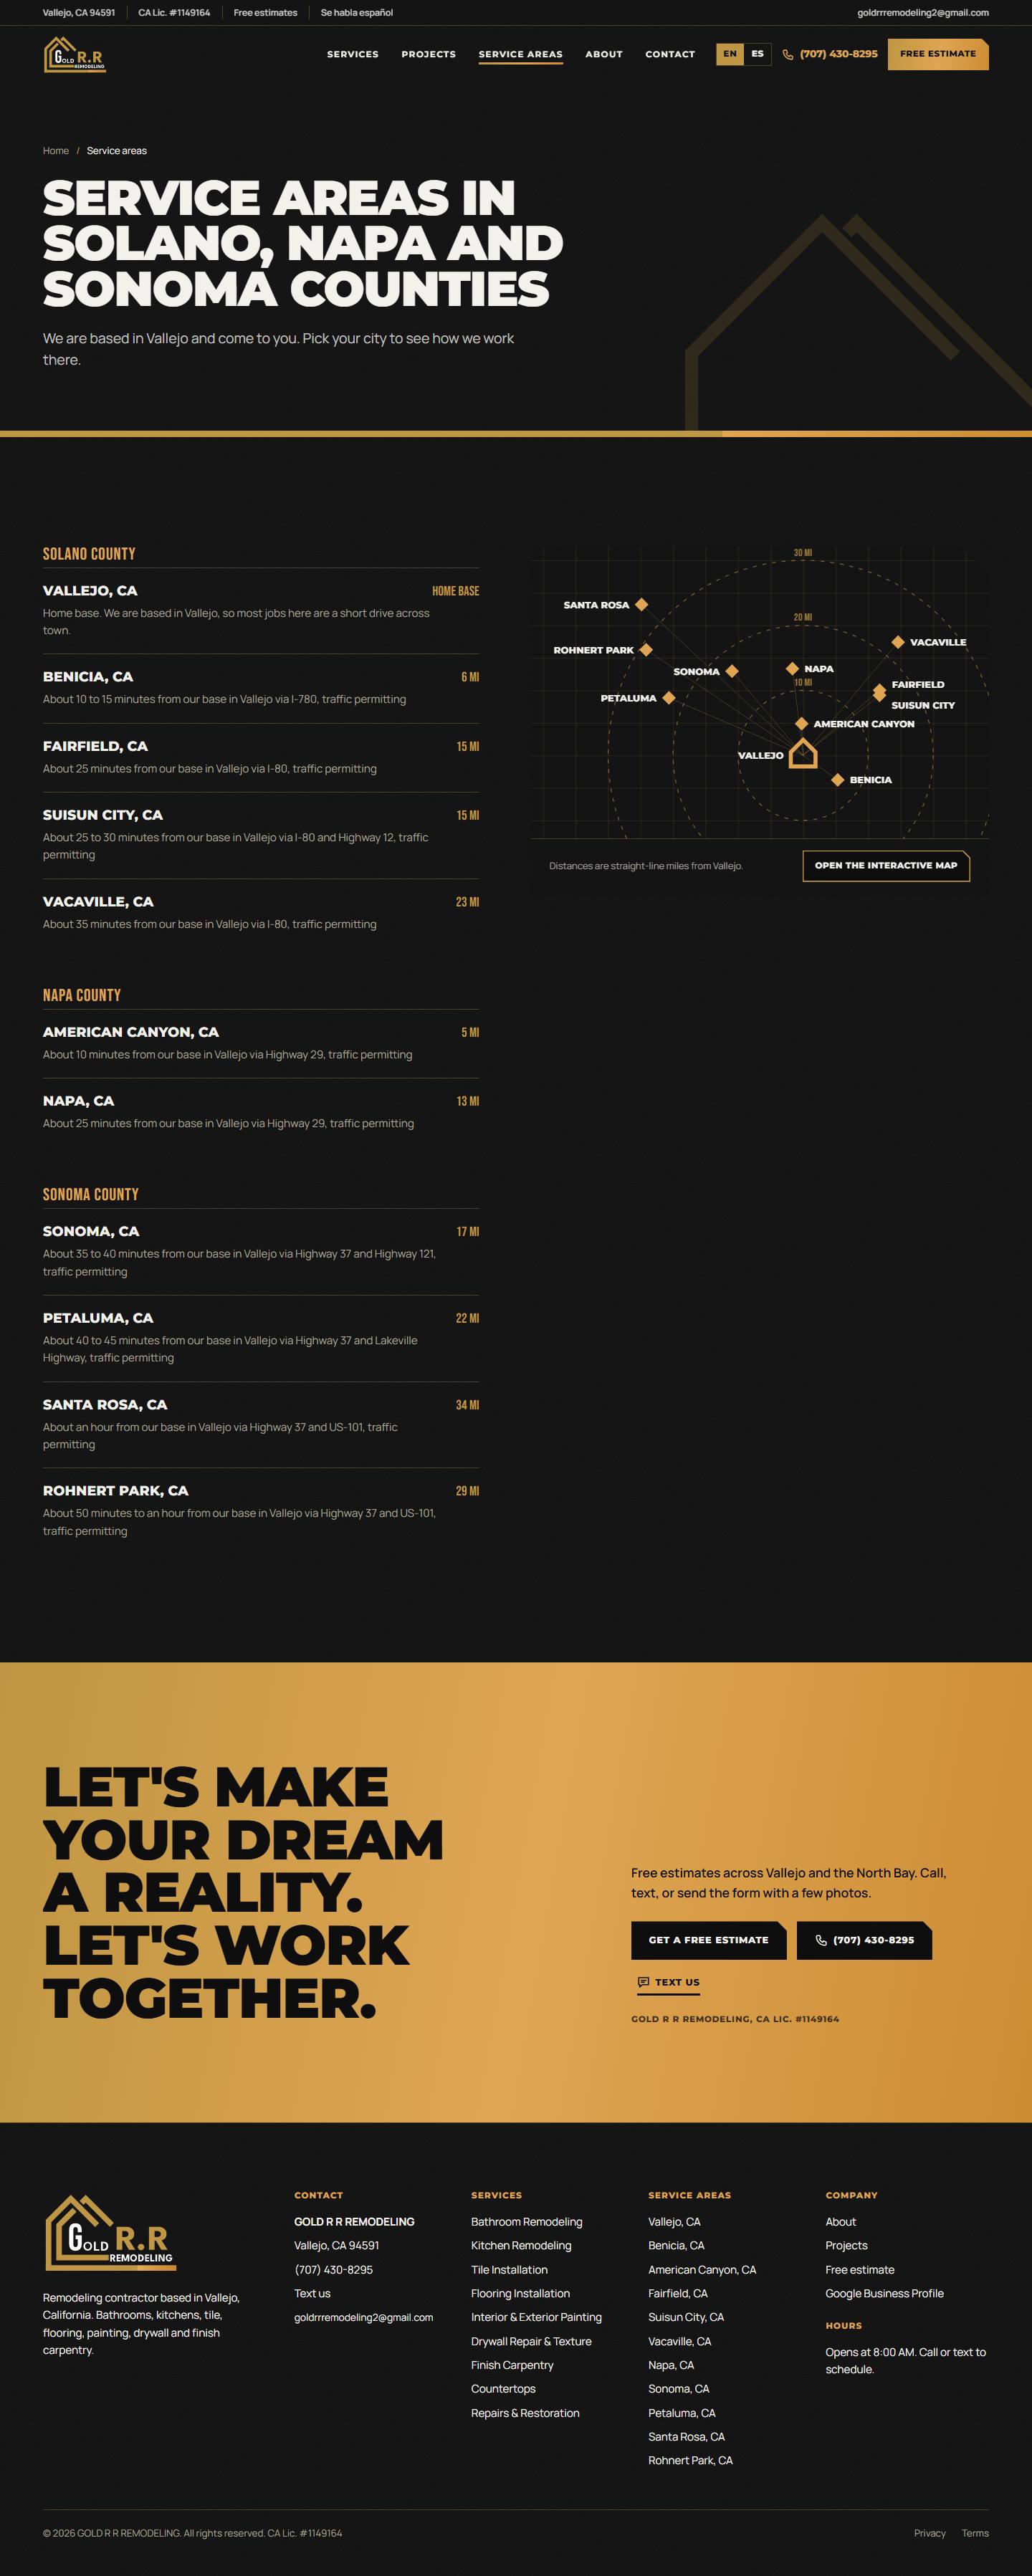 Vallejo, CA 94591
CA Lic. #1149164
Free estimates
Se habla español
goldrrremodeling2@gmail.com
GOLD R.R
REMODELING
SERVICES
PROJECTS
SERVICE AREAS
ABOUT
CONTACT
EN
ES
(707) 430-8295
FREE ESTIMATE
Home / Service areas
SERVICE AREAS IN
SOLANO, NAPA AND
SONOMA COUNTIES
We are based in Vallejo and come to you. Pick your city to see how we work
there.
SOLANO COUNTY
VALLEJO, CA
HOME BASE
Home base. We are based in Vallejo, so most jobs here are a short drive across
town.
BENICIA, CA
6 MI
About 10 to 15 minutes from our base in Vallejo via I-780, traffic permitting
FAIRFIELD, CA
15 MI
About 25 minutes from our base in Vallejo via I-80, traffic permitting
SUISUN CITY, CA
15 MI
About 25 to 30 minutes from our base in Vallejo via I-80 and Highway 12, traffic
permitting
VACAVILLE, CA
23 MI
About 35 minutes from our base in Vallejo via I-80, traffic permitting
NAPA COUNTY
AMERICAN CANYON, CA
5 MI
About 10 minutes from our base in Vallejo via Highway 29, traffic permitting
NAPA, CA
13 MI
About 25 minutes from our base in Vallejo via Highway 29, traffic permitting
SONOMA COUNTY
SONOMA, CA
17 MI
About 35 to 40 minutes from our base in Vallejo via Highway 37 and Highway 121,
traffic permitting
PETALUMA, CA
22 MI
About 40 to 45 minutes from our base in Vallejo via Highway 37 and Lakeville
Highway, traffic permitting
SANTA ROSA, CA
34 MI
About an hour from our base in Vallejo via Highway 37 and US-101, traffic
permitting
ROHNERT PARK, CA
29 MI
About 50 minutes to an hour from our base in Vallejo via Highway 37 and US-101,
traffic permitting
30 MI
SANTA ROSA
20 MI
VACAVILLE
ROHNERT PARK
NAPA
SONOMA
10 MI
FAIRFIELD
PETALUMA
SUISUN CITY
AMERICAN CANYON
VALLEJO
BENICIA
Distances are straight-line miles from Vallejo.
OPEN THE INTERACTIVE MAP
LET'S MAKE
YOUR DREAM
A REALITY.
LET'S WORK
TOGETHER.
Free estimates across Vallejo and the North Bay. Call,
text, or send the form with a few photos.
GET A FREE ESTIMATE
(707) 430-8295
TEXT US
GOLD R R REMODELING, CA LIC. #1149164
GOLD R.R
REMODELING
Remodeling contractor based in Vallejo,
California. Bathrooms, kitchens, tile,
flooring, painting, drywall and finish
carpentry.
CONTACT
GOLD R R REMODELING
Vallejo, CA 94591
(707) 430-8295
Text us
goldrrremodeling2@gmail.com
SERVICES
Bathroom Remodeling
Kitchen Remodeling
Tile Installation
Flooring Installation
Interior & Exterior Painting
Drywall Repair & Texture
Finish Carpentry
Countertops
Repairs & Restoration
SERVICE AREAS
Vallejo, CA
Benicia, CA
American Canyon, CA
Fairfield, CA
Suisun City, CA
Vacaville, CA
Napa, CA
Sonoma, CA
Petaluma, CA
Santa Rosa, CA
Rohnert Park, CA
COMPANY
About
Projects
Free estimate
Google Business Profile
HOURS
Opens at 8:00 AM. Call or text to
schedule.
© 2026 GOLD R R REMODELING. All rights reserved. CA Lic. #1149164
Privacy
Terms